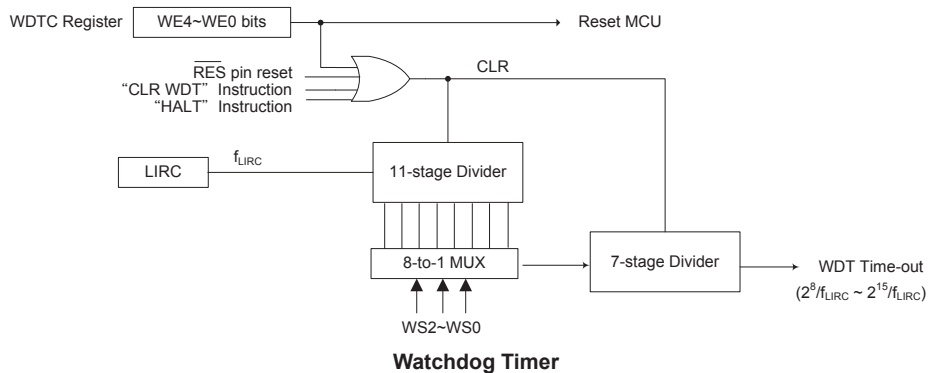 WDTC Register
WE4~WE0 bits
Reset MCU
RES pin reset
“CLR WDT” Instruction
“HALT” Instruction
CLR
LIRC
fLIRC
11-stage Divider
8-to-1 MUX
7-stage Divider
WDT Time-out
(2⁸/fLIRC ~ 2¹⁵/fLIRC)
WS2~WS0
Watchdog Timer